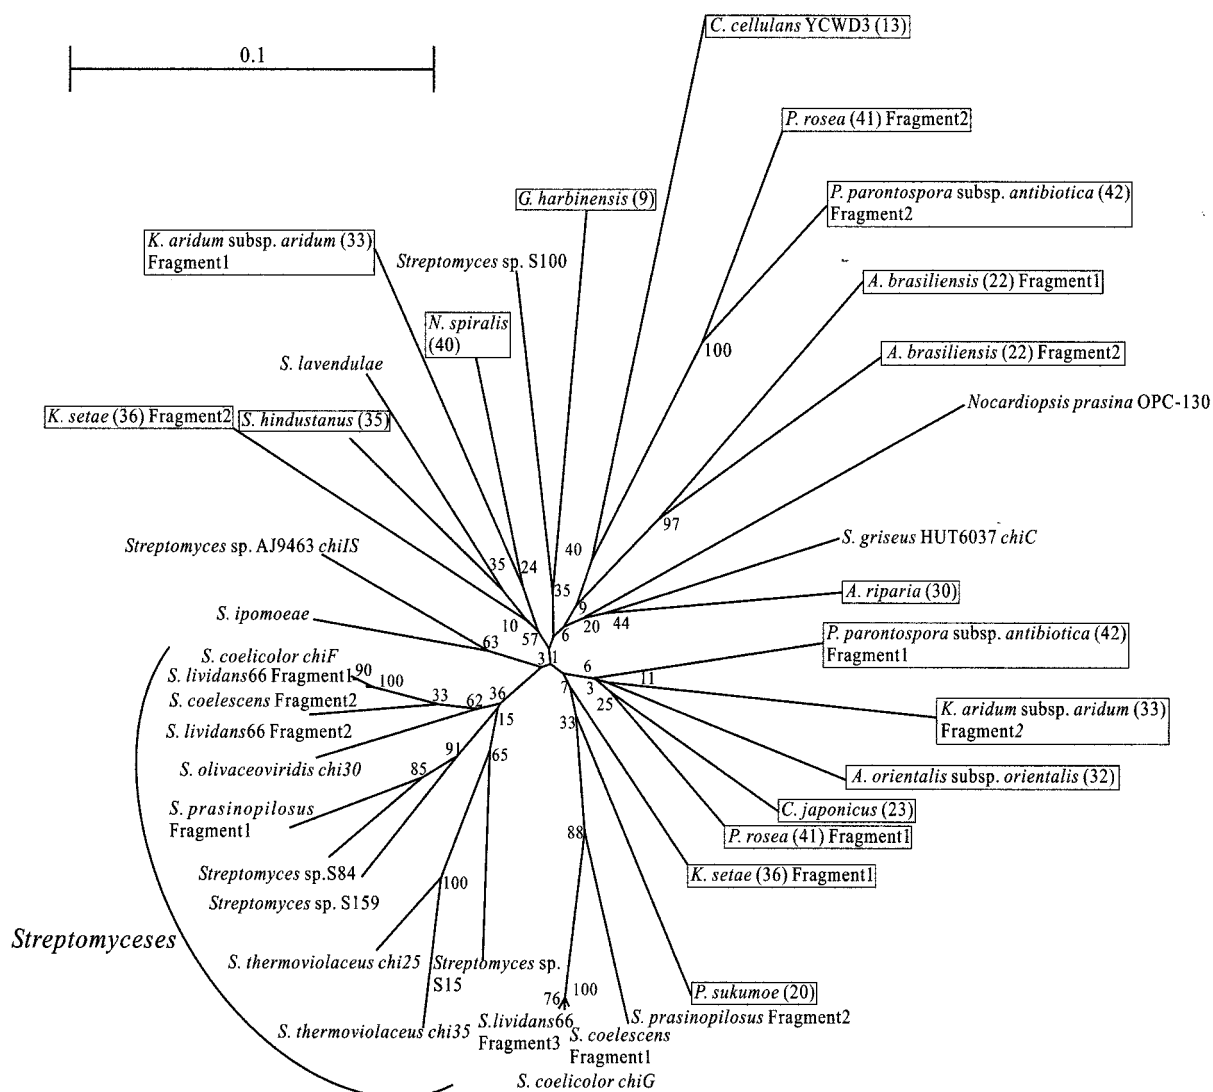 C. cellulans YCWD3 (13)
0.1
P. rosea (41) Fragment2
G. harbinensis (9)
P. parontospora subsp. antibiotica (42)
Fragment2
K. aridum subsp. aridum (33)
Fragment1
Streptomyces sp. S100
A. brasiliensis (22) Fragment1
N. spiralis
(40)
100
A. brasiliensis (22) Fragment2
S. lavendulae
Nocardiopsis prasina OPC-130
K. setae (36) Fragment2
S. hindustanus (35)
97
S. griseus HUT6037 chiC
Streptomyces sp. AJ9463 chiIS
40
35
24
35
A. riparia (30)
9
S. ipomoeae
10
57
6
20
44
63
P. parontospora subsp. antibiotica (42)
Fragment1
3
1
S. coelicolor chiF
S. lividans66 Fragment1
90
100
6
11
7
3
S. coelescens Fragment2
33
62
36
25
K. aridum subsp. aridum (33)
Fragment2
15
33
S. lividans66 Fragment2
91
65
S. olivaceoviridis chi30
85
A. orientalis subsp. orientalis (32)
S. prasinopilosus
Fragment1
C. japonicus (23)
88
P. rosea (41) Fragment1
Streptomyces sp.S84
K. setae (36) Fragment1
100
Streptomyces sp. S159
Streptomyceses
S. thermoviolaceus chi25
Streptomyces sp.
S15
P. sukumoe (20)
76
100
S. thermoviolaceus chi35
S.lividans66
Fragment3
S. prasinopilosus Fragment2
S. coelescens
Fragment1
S. coelicolor chiG